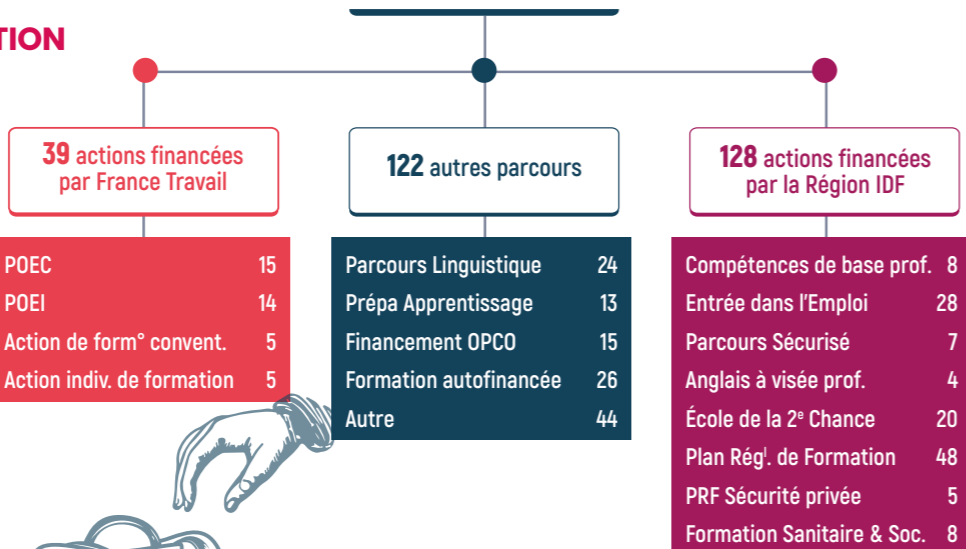 TION
39 actions financées
par France Travail
POEC 15
POEI 14
Action de form° convent. 5
Action indiv. de formation 5
122 autres parcours
Parcours Linguistique 24
Prépa Apprentissage 13
Financement OPCO 15
Formation autofinancée 26
Autre 44
128 actions financées
par la Région IDF
Compétences de base prof. 8
Entrée dans l'Emploi 28
Parcours Sécurisé 7
Anglais à visée prof. 4
École de la 2ᵉ Chance 20
Plan Régˡ. de Formation 48
PRF Sécurité privée 5
Formation Sanitaire & Soc. 8